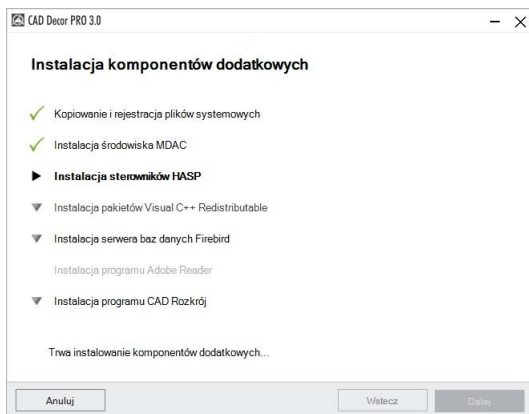 CAD Decor PRO 3.0
Instalacja komponentów dodatkowych
Kopiowanie i rejestracja plików systemowych
Instalacja środowiska MDAC
Instalacja sterowników HASP
Instalacja pakietów Visual C++ Redistributable
Instalacja serwera baz danych Firebird
Instalacja programu Adobe Reader
Instalacja programu CAD Rozkrój
Trwa instalowanie komponentów dodatkowych...
Anuluj
Wstecz
Dalej